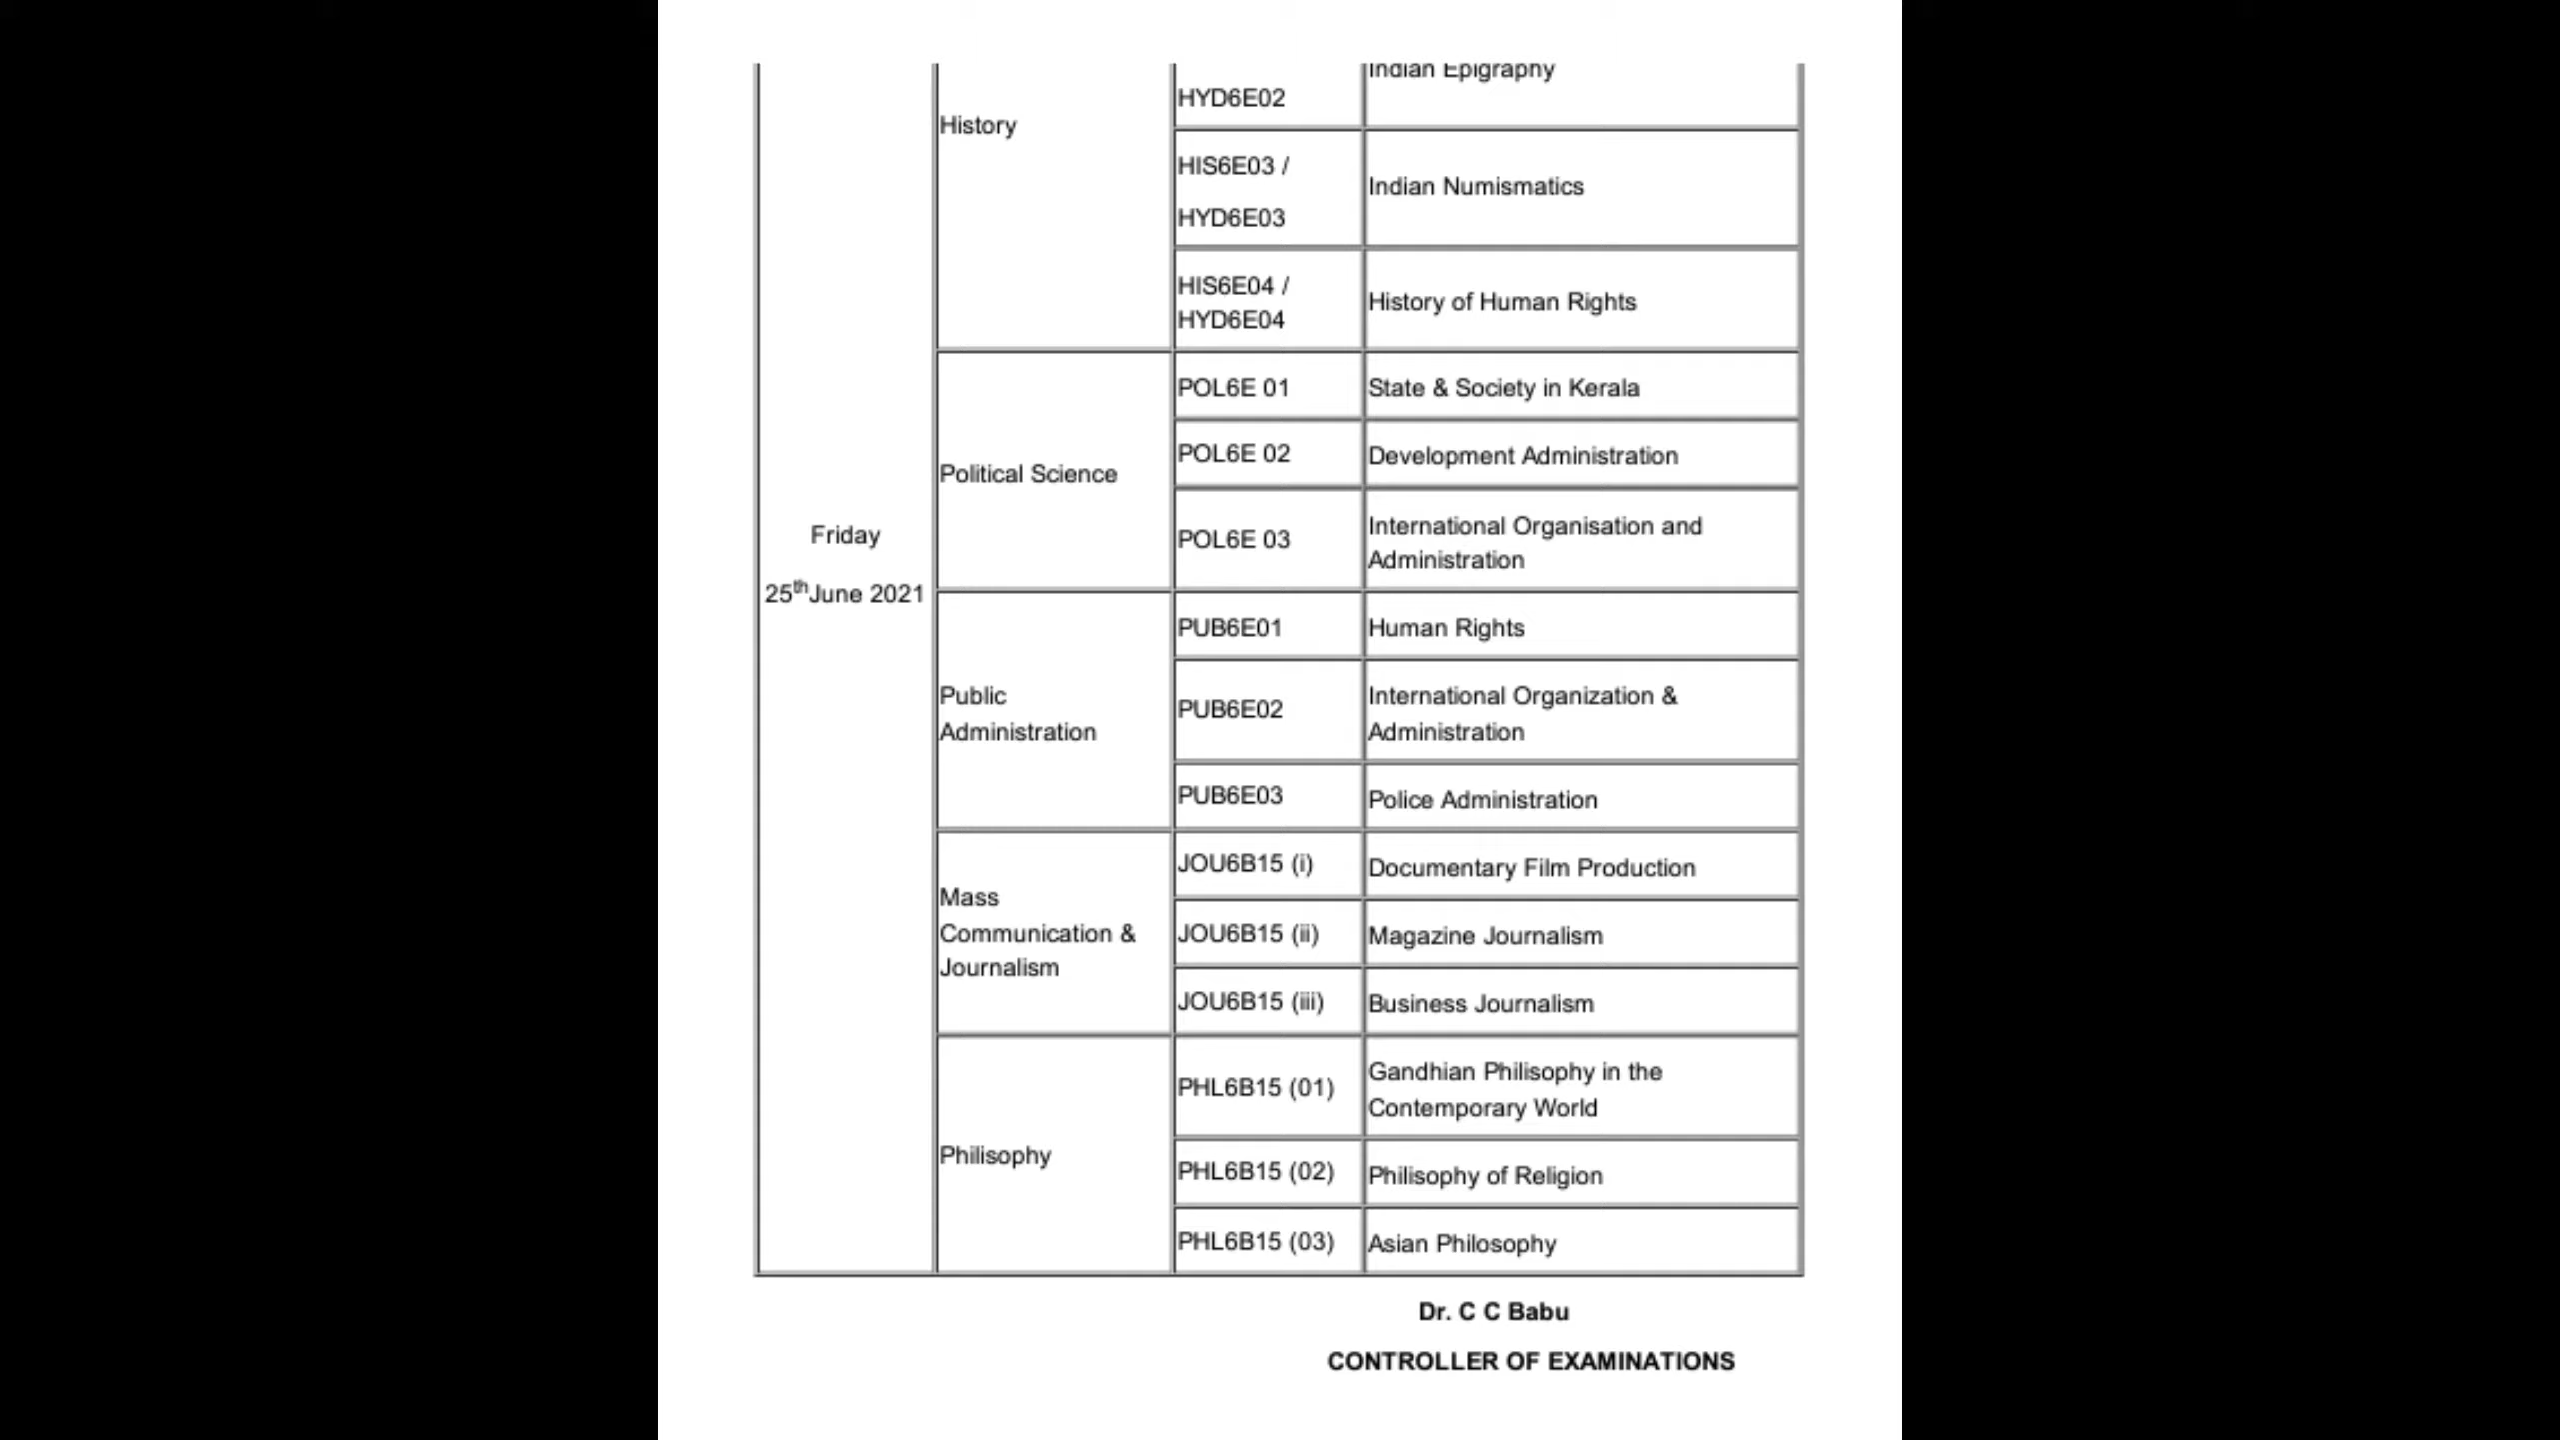 Indian Epigraphy
HYD6E02
History
HIS6E03 /
HYD6E03
Indian Numismatics
HIS6E04 /
HYD6E04
History of Human Rights
Political Science
POL6E 01
State & Society in Kerala
POL6E 02
Development Administration
POL6E 03
International Organisation and
Administration
Friday
25thJune 2021
Public
Administration
PUB6E01
Human Rights
PUB6E02
International Organization &
Administration
PUB6E03
Police Administration
Mass
Communication &
Journalism
JOU6B15 (i)
Documentary Film Production
JOU6B15 (ii)
Magazine Journalism
JOU6B15 (iii)
Business Journalism
Philisophy
PHL6B15 (01)
Gandhian Philisophy in the
Contemporary World
PHL6B15 (02)
Philisophy of Religion
PHL6B15 (03)
Asian Philosophy
Dr. C C Babu
CONTROLLER OF EXAMINATIONS